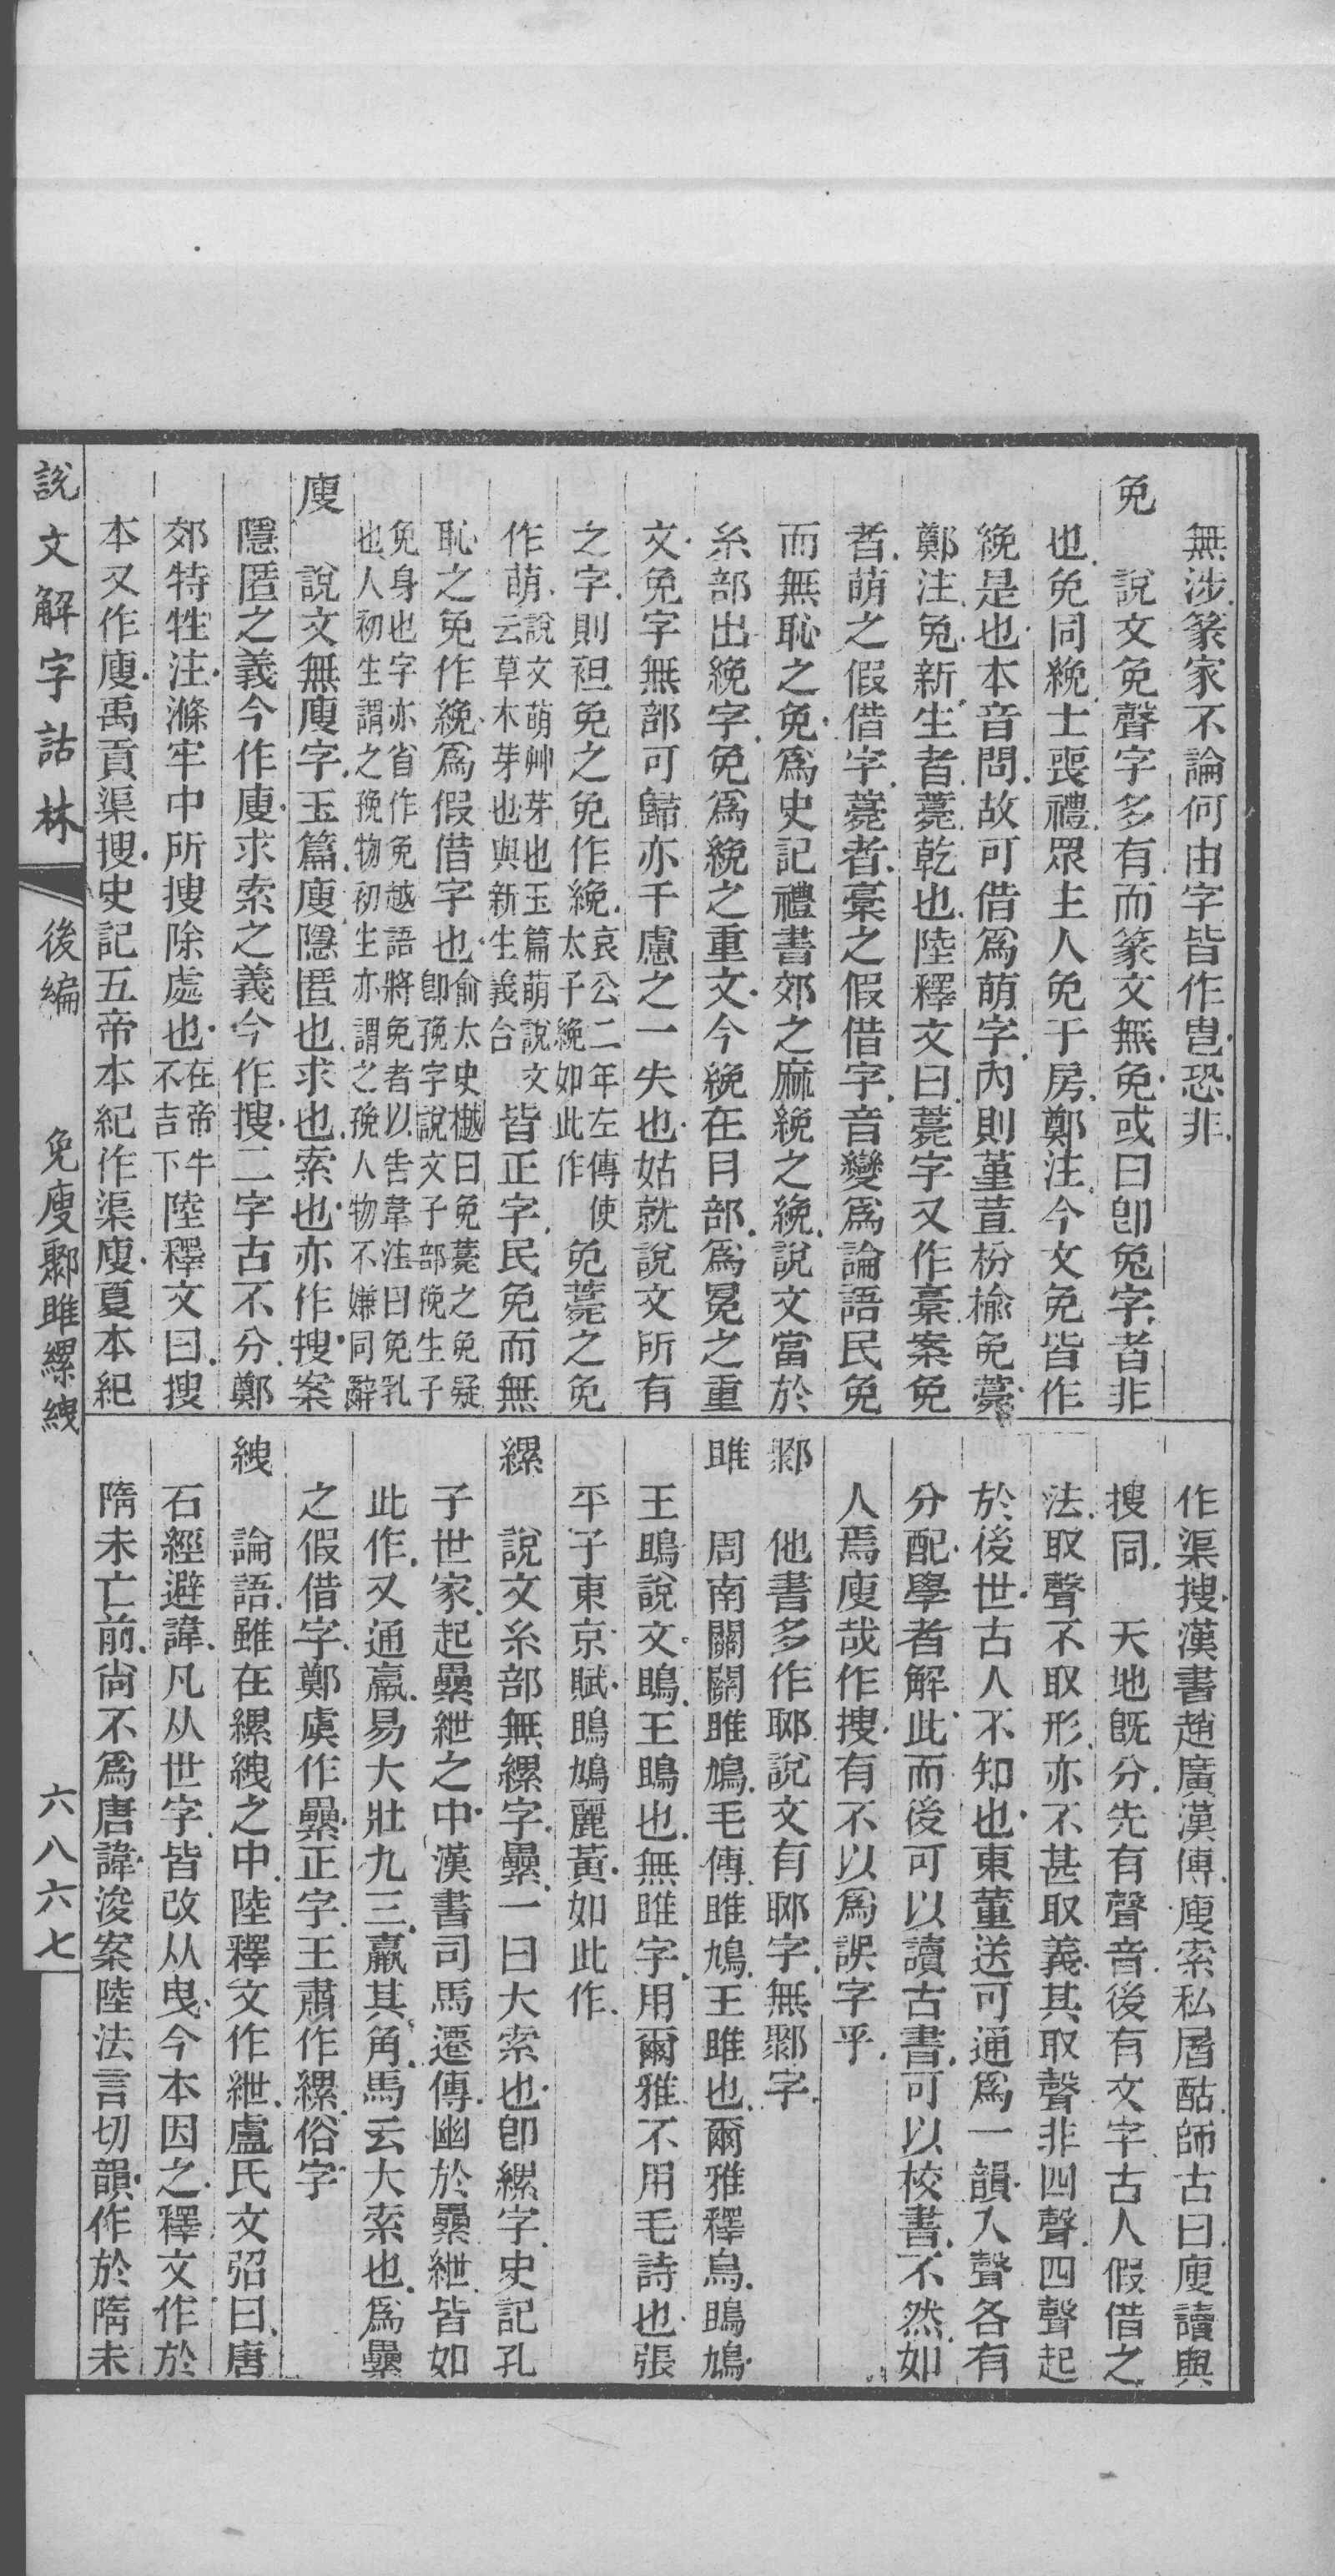 無涉篆家不論何由字皆作甹恐非
免　說文免聲字多有而篆文無免或曰卽兔字者非
也免同絻士喪禮眾主人免于房鄭注今文免皆作
絻是也本音問故可借爲萌字內則堇荁枌榆免薧
鄭注免新生者薧乾也陸釋文曰薧字又作槀案免
者萌之假借字薧者槀之假借字音變爲論語民免
而無恥之免爲史記禮書郊之麻絻之絻說文當於
糸部出絻字免爲絻之重文今絻在冃部爲冕之重
文免字無部可歸亦千慮之一失也姑就說文所有
之字則袒免之免作絻哀公二年左傳使太子絻如此作免薧之免
作萌說文萌艸芽也玉篇萌說文云草木芽也與新生義合皆正字民免而無
恥之免作絻爲假借字也俞太史樾曰免薧之免疑卽㝃字說文子部㝃生子
免身也字亦省作免越語將免者以告韋注曰免乳也人初生謂之㝃物初生亦謂之㝃人物不嫌同辭
廋　說文無廋字玉篇廋隱匿也求也索也亦作搜案
隱匿之義今作廋求索之義今作搜二字古不分鄭
郊特牲注滌牢中所搜除處也在帝牛不吉下陸釋文曰搜
本又作廋禹貢渠搜史記五帝本紀作渠廋夏本紀
作渠搜漢書趙廣漢傳廋索私屠酤師古曰廋讀與
搜同　天地旣分先有聲音後有文字古人假借之
法取聲不取形亦不甚取義其取聲非四聲四聲起
於後世古人不知也東董送可通爲一韻入聲各有
分配學者解此而後可以讀古書可以校書不然如
人焉廋哉作搜有不以爲誤字乎
鄹　他書多作郰說文有郰字無鄹字
雎　周南關關雎鳩毛傳雎鳩王雎也爾雅釋鳥鴡鳩
王鴡說文鴡王鴡也無雎字用爾雅不用毛詩也張
平子東京賦鴡鳩麗黃如此作
縲　說文糸部無縲字纍一曰大索也卽縲字史記孔
子世家起纍紲之中漢書司馬遷傳幽於纍紲皆如
此作又通羸易大壯九三羸其角馬云大索也爲纍
之假借字鄭虞作纍正字王肅作縲俗字
絏　論語雖在縲絏之中陸釋文作紲盧氏文弨曰唐
石經避諱凡从世字皆改从曳今本因之釋文作於
隋未亡前尙不爲唐諱浚案陸法言切韻作於隋未
說文解字詁林　後編　免廋鄹雎縲絏　六八六七